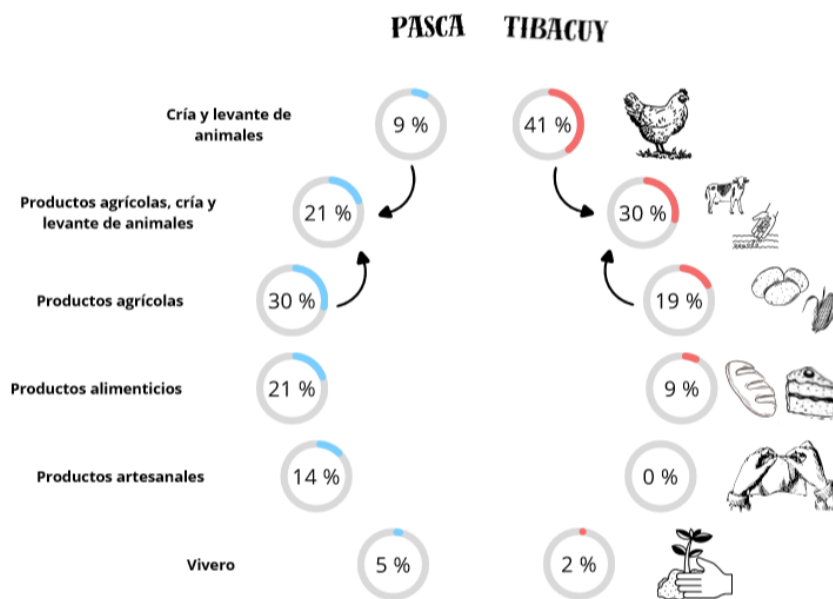 PASCA TIBACUY
Cría y levante de
animales
9 % 41 %
Productos agrícolas, cría y
levante de animales
21 % 30 %
Productos agrícolas 30 % 19 %
Productos alimenticios 21 % 9 %
Productos artesanales 14 % 0 %
Vivero 5 % 2 %